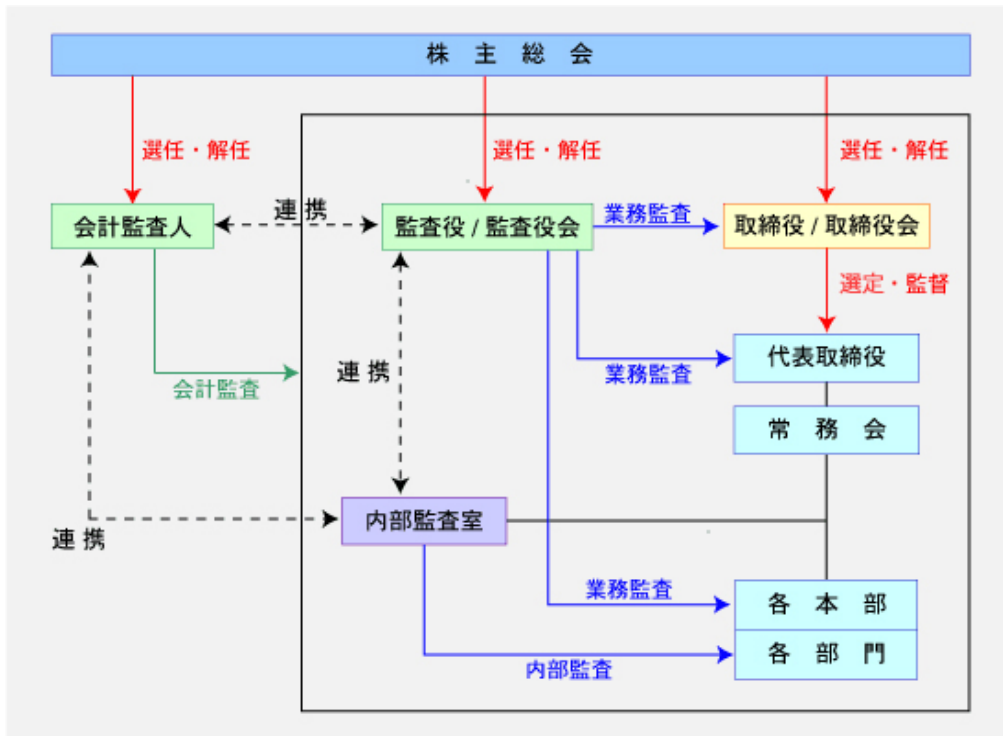 株 主 総 会
選任・解任
選任・解任
選任・解任
会計監査人
連 携
監査役 / 監査役会
業務監査
取締役 / 取締役会
選定・監督
代表取締役
連 携
業務監査
会計監査
常 務 会
内部監査室
連 携
業務監査
各 本 部
各 部 門
内部監査